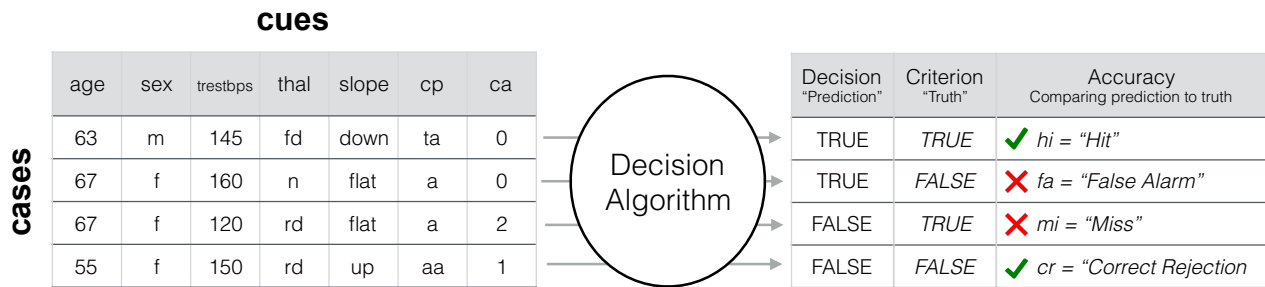 cues
cases
age sex trestbps thal slope cp ca
63 m 145 fd down ta 0
67 f 160 n flat a 0
67 f 120 rd flat a 2
55 f 150 rd up aa 1
Decision
Algorithm
Decision Criterion Accuracy
“Prediction” “Truth” Comparing prediction to truth
TRUE TRUE hi = “Hit”
TRUE FALSE fa = “False Alarm”
FALSE TRUE mi = “Miss”
FALSE FALSE cr = “Correct Rejection